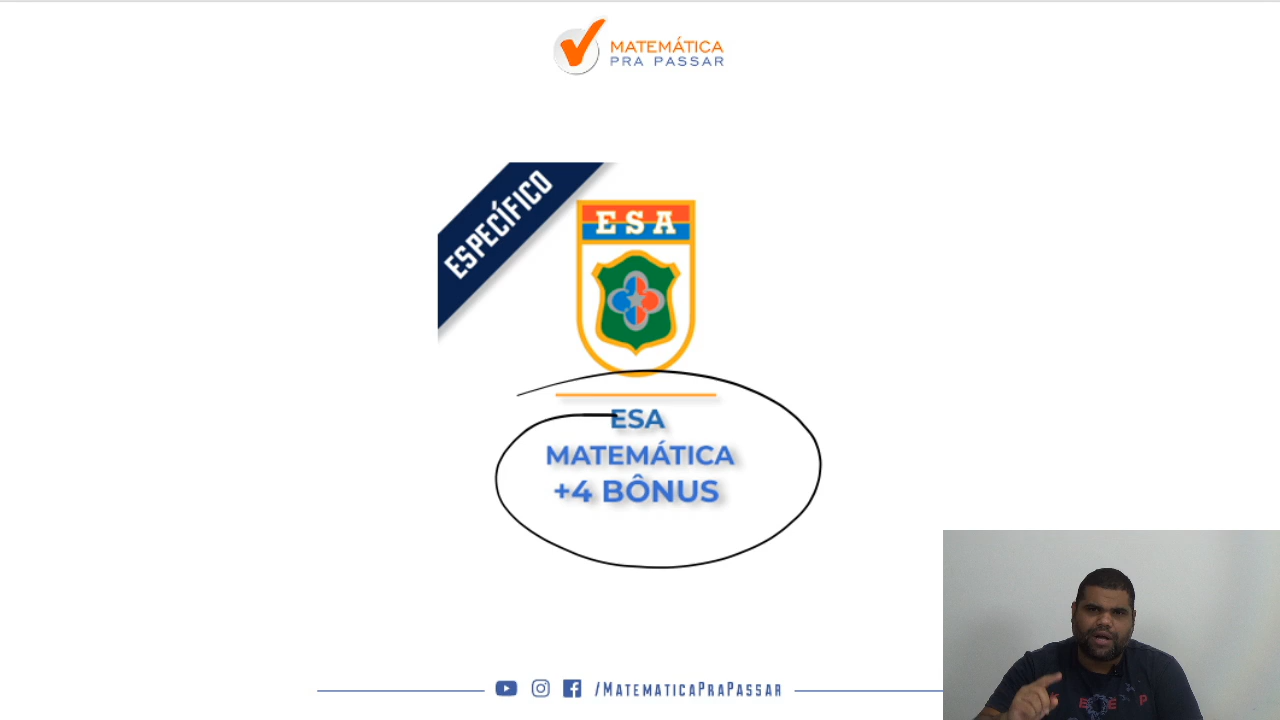 MATEMÁTICA
PRA PASSAR
ESPECÍFICO
ESA
ESA
MATEMÁTICA
+4 BÔNUS
/MATEMATICAPRAPASSAR